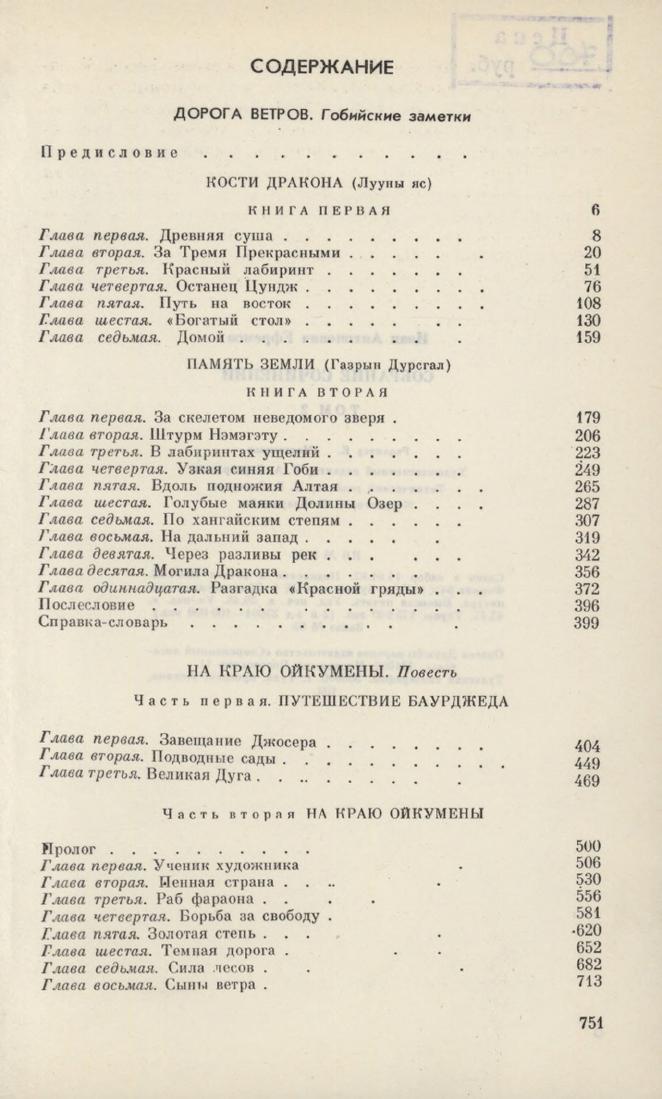 Цена
300 руб.
СОДЕРЖАНИЕ
ДОРОГА ВЕТРОВ. Гобийские заметки
Предисловие . . . . . . . . . . .
КОСТИ ДРАКОНА (Лууны яс)
КНИГА ПЕРВАЯ 6
Глава первая. Древняя суша . . . . . . . . . 8
Глава вторая. За Тремя Прекрасными . . . . . . 20
Глава третья. Красный лабиринт . . . . . . . 51
Глава четвертая. Останец Цундж . . . . . . . . . 76
Глава пятая. Путь на восток . . . . . . . . . 108
Глава шестая. «Богатый стол» . . . . . . . 130
Глава седьмая. Домой . . . . . . . . 159
ПАМЯТЬ ЗЕМЛИ (Газрын Дурсгал)
КНИГА ВТОРАЯ
Глава первая. За скелетом неведомого зверя . 179
Глава вторая. Штурм Нэмэгэту . . . . . . . . 206
Глава третья. В лабиринтах ущелий . . . . . . 223
Глава четвертая. Узкая синяя Гоби . . . . . . . 249
Глава пятая. Вдоль подножия Алтая . . . . . . . 265
Глава шестая. Голубые маяки Долины Озер . . . . 287
Глава седьмая. По хангайским степям . . . . . . 307
Глава восьмая. На дальний запад . . . . . . 319
Глава девятая. Через разливы рек . . . . . . 342
Глава десятая. Могила Дракона . . . . . . . 356
Глава одиннадцатая. Разгадка «Красной гряды» . . . 372
Послесловие . . . . . . . . . . . . 396
Справка-словарь . . . . . . . . . . 399
НА КРАЮ ОЙКУМЕНЫ. Повесть
Часть первая. ПУТЕШЕСТВИЕ БАУРДЖЕДА
Глава первая. Завещание Джосера . . . . . . . 404
Глава вторая. Подводные сады . . . . . . . . . 449
Глава третья. Великая Дуга . . . . . . . 469
Часть вторая НА КРАЮ ОЙКУМЕНЫ
Пролог . . . . . . . . . . 500
Глава первая. Ученик художника . 506
Глава вторая. Пенная страна . . . . . 530
Глава третья. Раб фараона . . . . 556
Глава четвертая. Борьба за свободу . 581
Глава пятая. Золотая степь . . . . 620
Глава шестая. Темная дорога . . . 652
Глава седьмая. Сила лесов . . . 682
Глава восьмая. Сыны ветра . 713
751